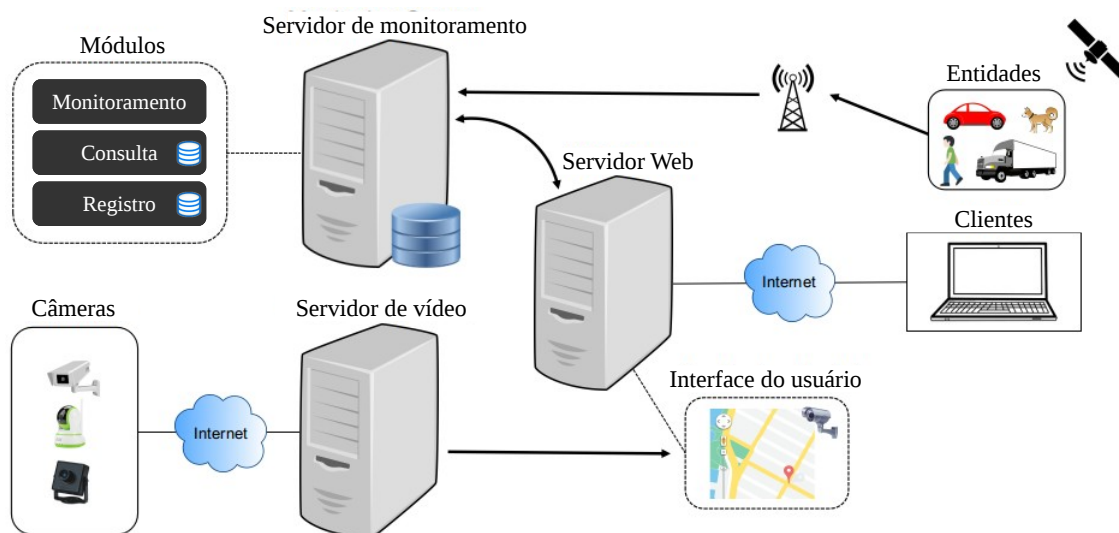 Servidor de monitoramento
Módulos
Monitoramento
Consulta
Registro
Entidades
Servidor Web
Clientes
Internet
Câmeras
Servidor de vídeo
Interface do usuário
Internet